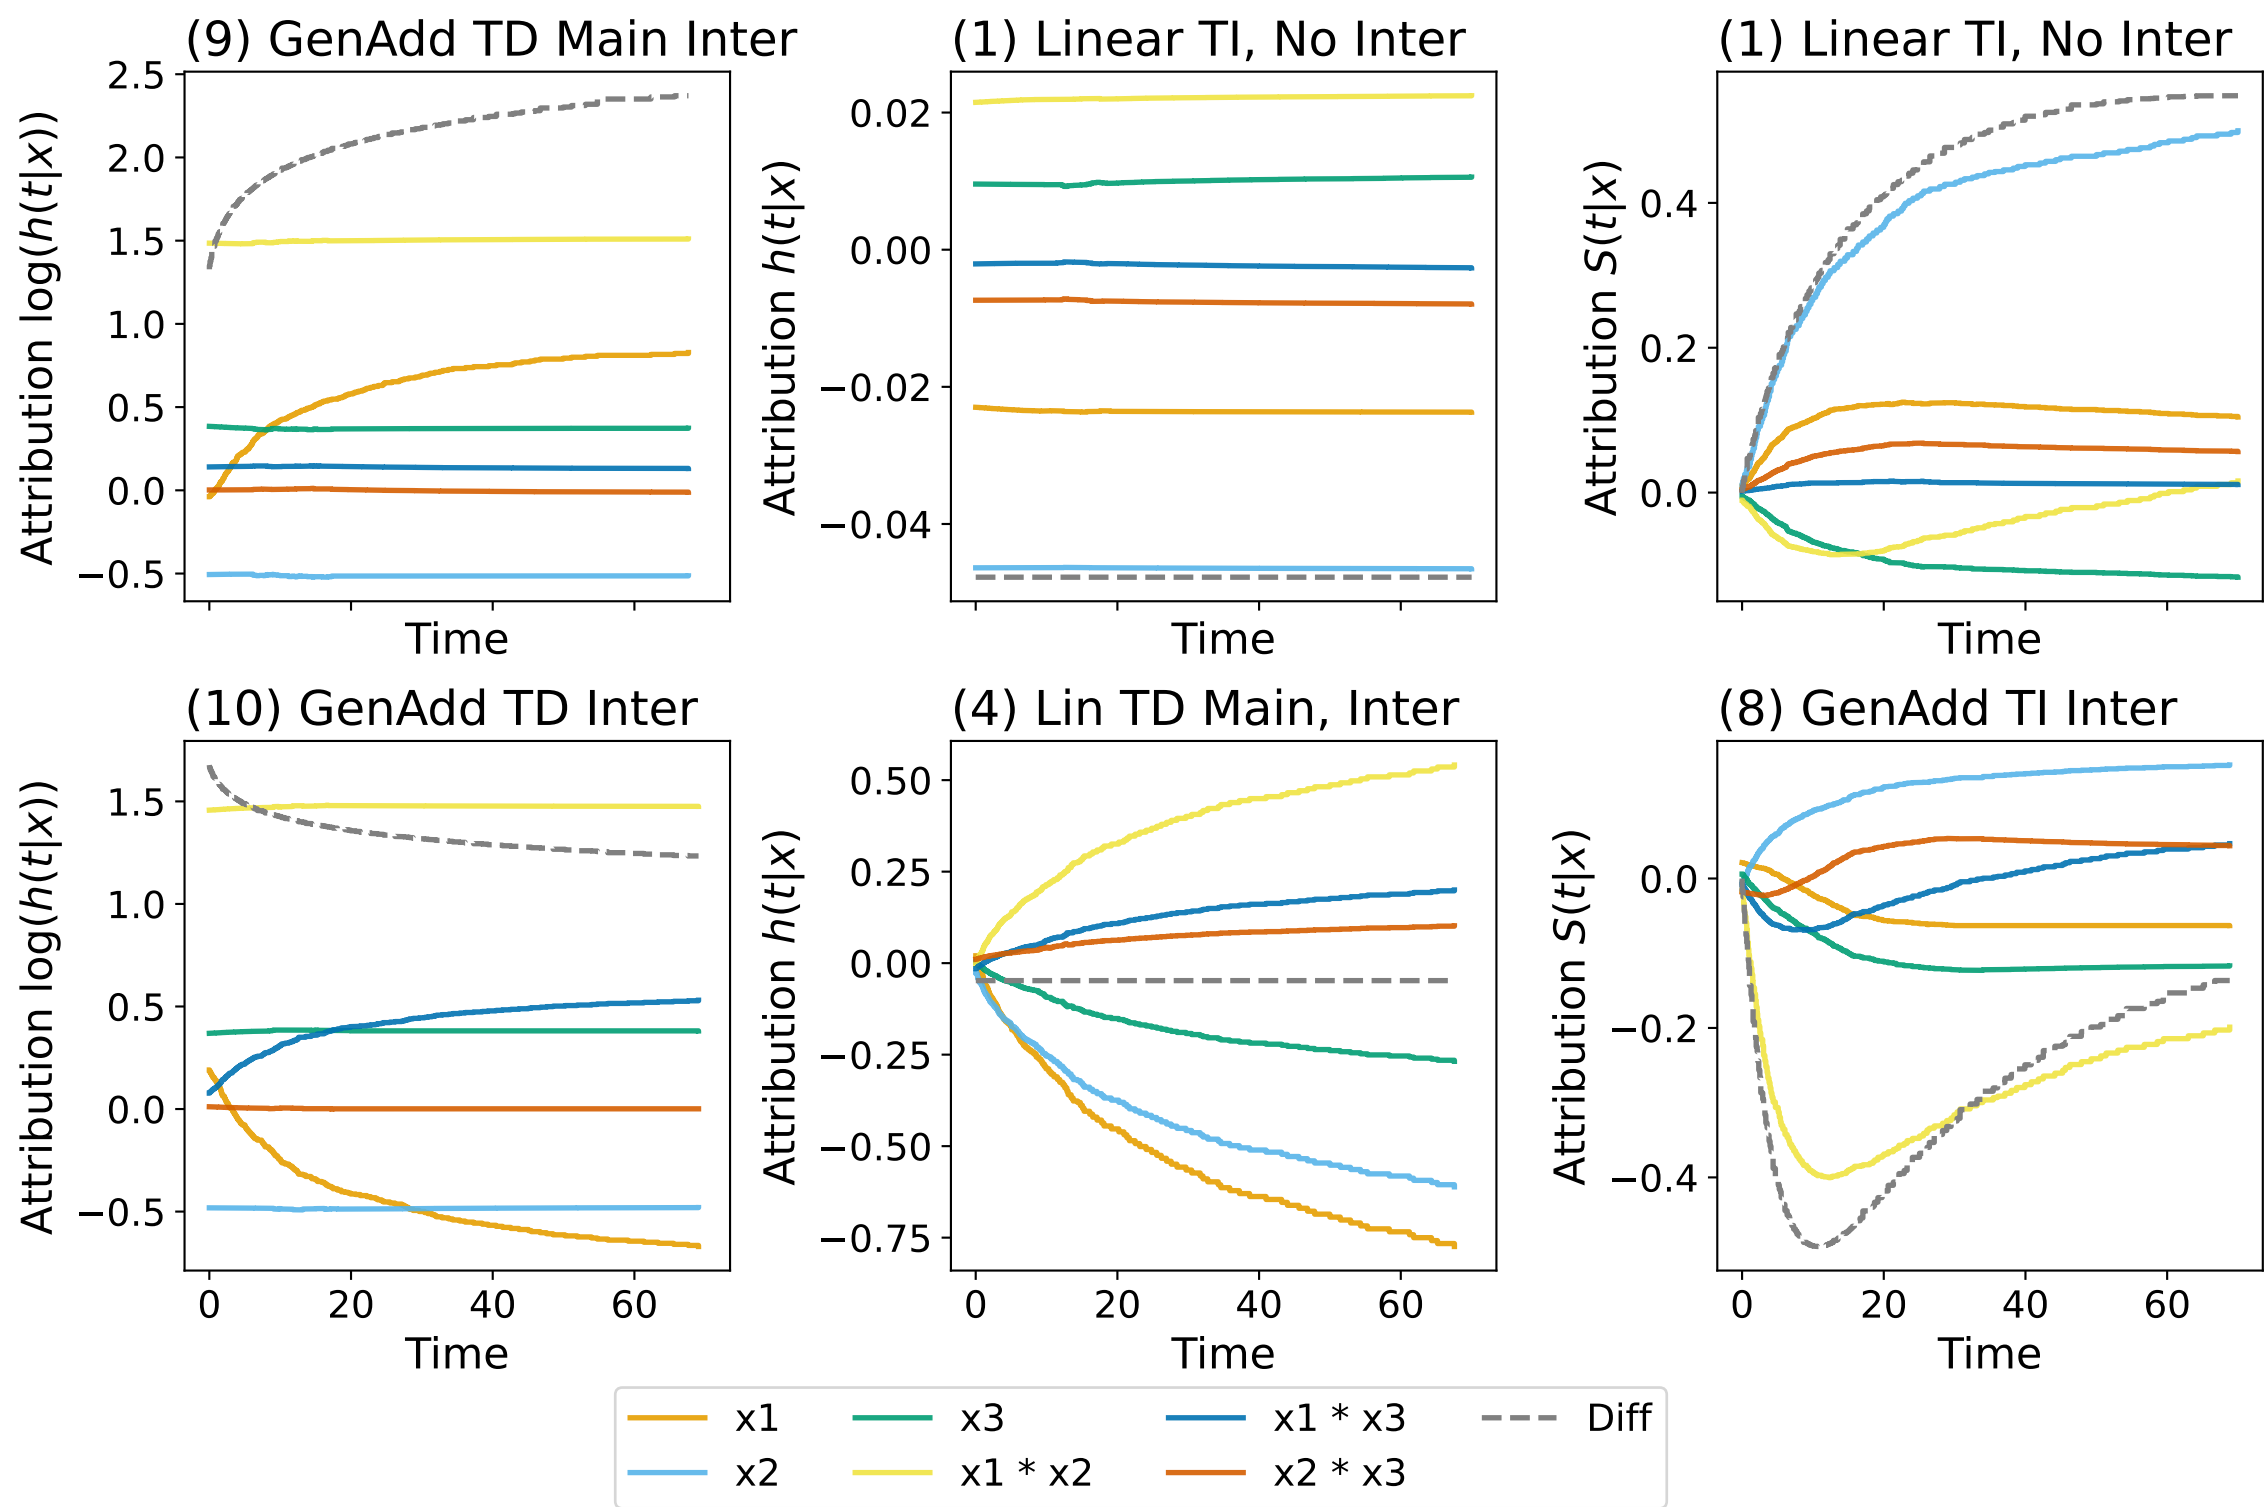 (9) GenAdd TD Main Inter
(1) Linear TI, No Inter
(1) Linear TI, No Inter
Attribution log(h(t|x))
2.5
2.0
1.5
1.0
0.5
0.0
−0.5
Time
Attribution h(t|x)
0.02
0.00
−0.02
−0.04
Time
Attribution S(t|x)
0.4
0.2
0.0
Time
(10) GenAdd TD Inter
(4) Lin TD Main, Inter
(8) GenAdd TI Inter
Attribution log(h(t|x))
1.5
1.0
0.5
0.0
−0.5
0 20 40 60
Time
Attribution h(t|x)
0.50
0.25
0.00
−0.25
−0.50
−0.75
0 20 40 60
Time
Attribution S(t|x)
0.0
−0.2
−0.4
0 20 40 60
Time
x1 x3 x1 * x3 Diff
x2 x1 * x2 x2 * x3